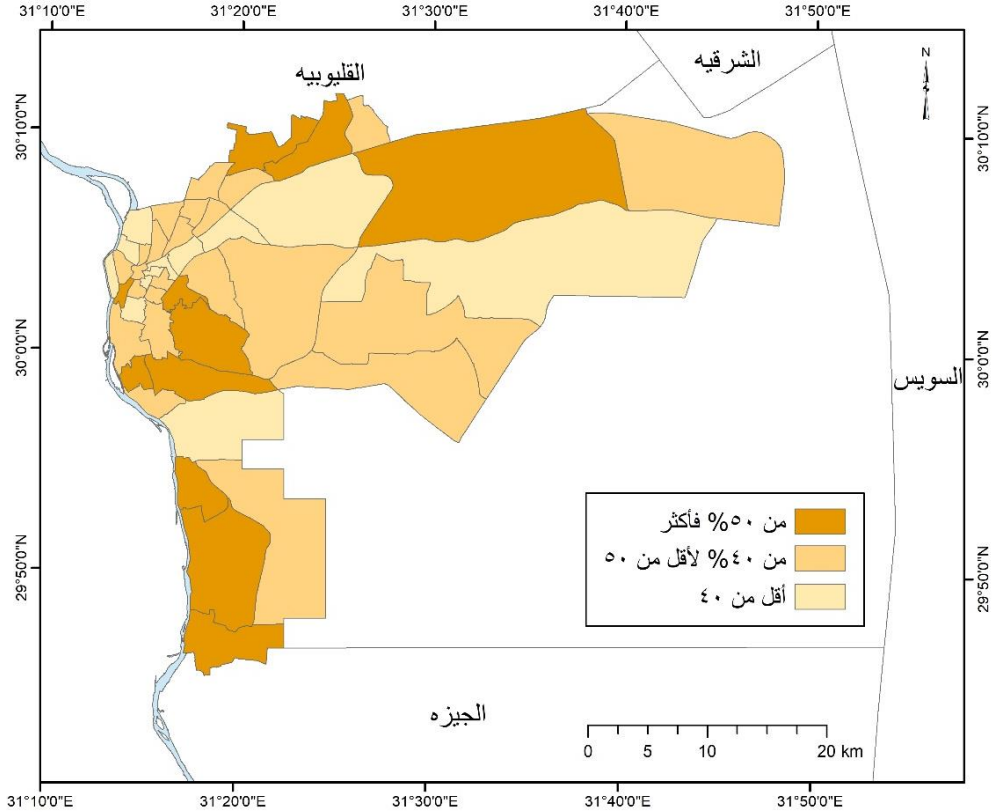 31°10'0"E 31°20'0"E 31°30'0"E 31°40'0"E 31°50'0"E
الشرقيه
القليوبيه
N
30°10'0"N 30°10'0"N
30°0'0"N 30°0'0"N
السويس
من ٥٠% فأكثر
من ٤٠% لأقل من ٥٠
أقل من ٤٠
29°50'0"N 29°50'0"N
الجيزه
0 5 10 20 km
31°10'0"E 31°20'0"E 31°30'0"E 31°40'0"E 31°50'0"E